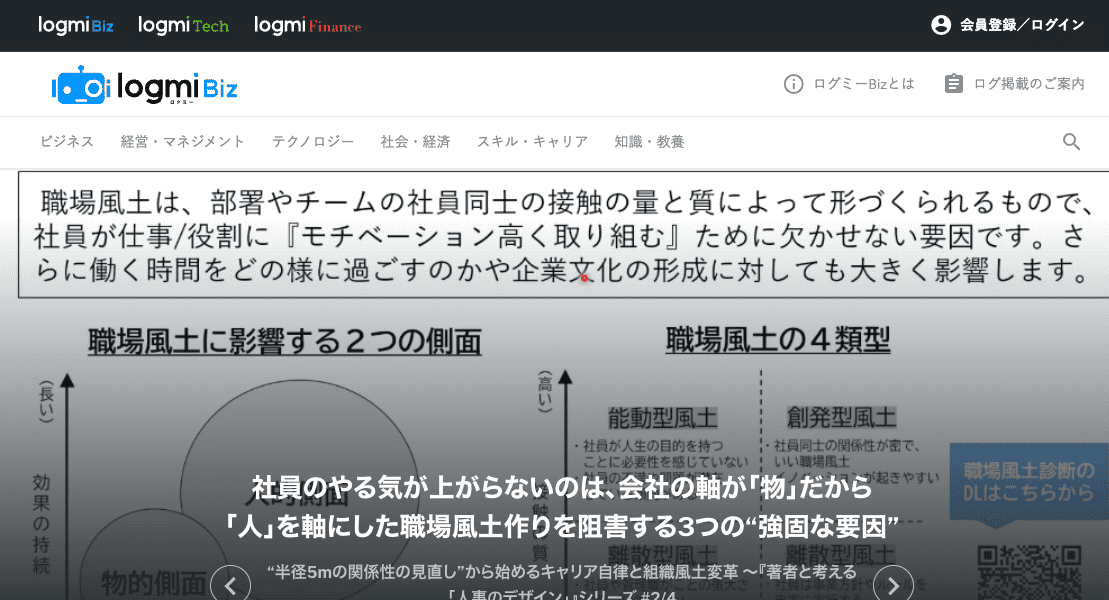 logmi Biz logmi Tech logmi Finance 会員登録／ログイン
logmi Biz ログミーBizとは ログ掲載のご案内
ログミー
ビジネス 経営・マネジメント テクノロジー 社会・経済 スキル・キャリア 知識・教養
職場風土は、部署やチームの社員同士の接触の量と質によって形づくられるもので、
社員が仕事/役割に『モチベーション高く取り組む』ために欠かせない要因です。さ
らに働く時間をどの様に過ごすのかや企業文化の形成に対しても大きく影響します。
職場風土に影響する２つの側面
職場風土の４類型
（長い）
効果の持続
人的側面
物的側面
（高い）
接触
質
能動型風土
・社員が人生の目的を持つ
ことに必要性を感じていない
創発型風土
・社員同士の関係性が密で、
いい職場風土
・イノベーションが起きやすい
離散型風土
離散型風土
職場風土診断の
DLはこちらから
社員のやる気が上がらないのは、会社の軸が「物」だから
「人」を軸にした職場風土作りを阻害する3つの“強固な要因”
“半径5mの関係性の見直し”から始めるキャリア自律と組織風土変革 〜『著者と考える
「人事のデザイン」』シリーズ #2/4